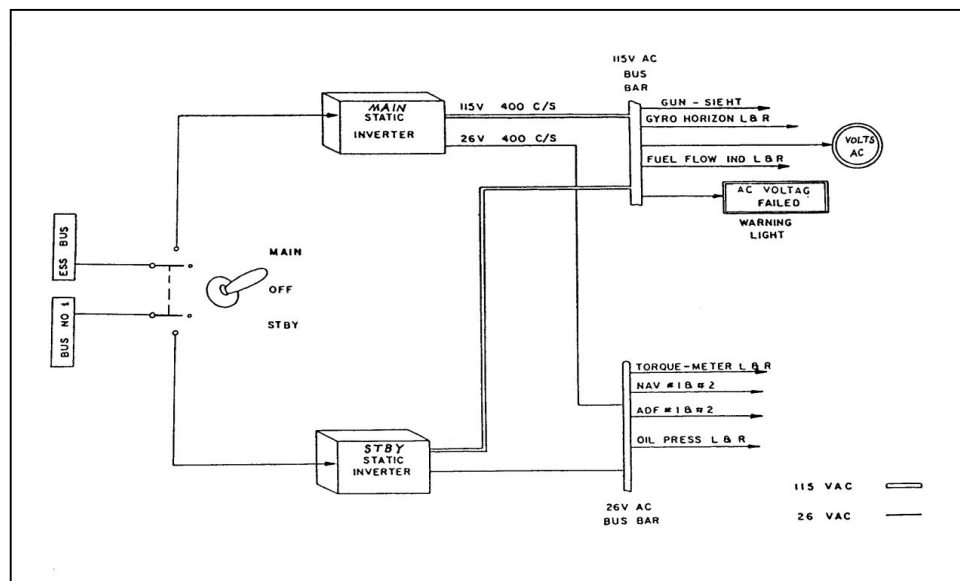 115V AC
BUS
BAR
MAIN
STATIC
INVERTER
115V 400 C/S
26V 400 C/S
GUN - SIEHT
GYRO HORIZON L & R
VOLTS
AC
FUEL FLOW IND L & R
AC VOLTAG
FAILED
WARNING
LIGHT
ESS BUS
BUS NO 1
MAIN
OFF
STBY
STBY
STATIC
INVERTER
TORQUE-METER L & R
NAV #1 & #2
ADF #1 & #2
OIL PRESS L & R
26V AC
BUS BAR
115 VAC
26 VAC